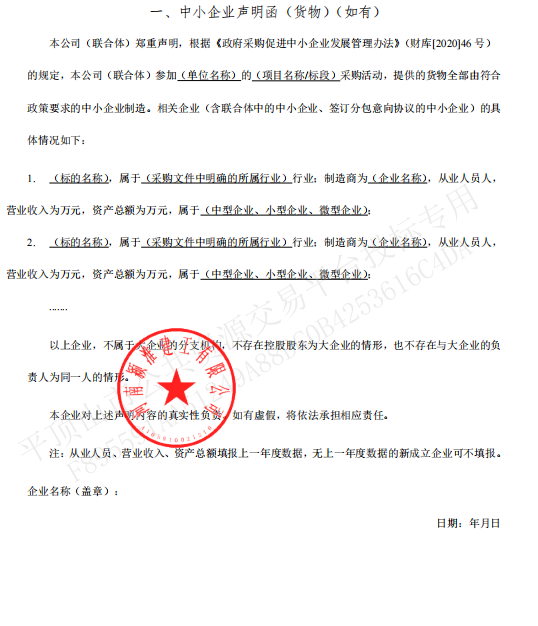 一、中小企业声明函（货物）（如有）
本公司（联合体）郑重声明，根据《政府采购促进中小企业发展管理办法》（财库[2020]46 号）
的规定，本公司（联合体）参加（单位名称）的（项目名称/标段）采购活动，提供的货物全部由符合
政策要求的中小企业制造。相关企业（含联合体中的中小企业、签订分包意向协议的中小企业）的具
体情况如下：
1. （标的名称），属于（采购文件中明确的所属行业）行业；制造商为（企业名称），从业人员人，
营业收入为万元，资产总额为万元，属于（中型企业、小型企业、微型企业）；
2. （标的名称），属于（采购文件中明确的所属行业）行业；制造商为（企业名称），从业人员人，
营业收入为万元，资产总额为万元，属于（中型企业、小型企业、微型企业）；
.......
以上企业，不属于大企业的分支机构，不存在控股股东为大企业的情形，也不存在与大企业的负
责人为同一人的情形。
本企业对上述声明内容的真实性负责。如有虚假，将依法承担相应责任。
注：从业人员、营业收入、资产总额填报上一年度数据，无上一年度数据的新成立企业可不填报。
企业名称（盖章）：
日期：年月日